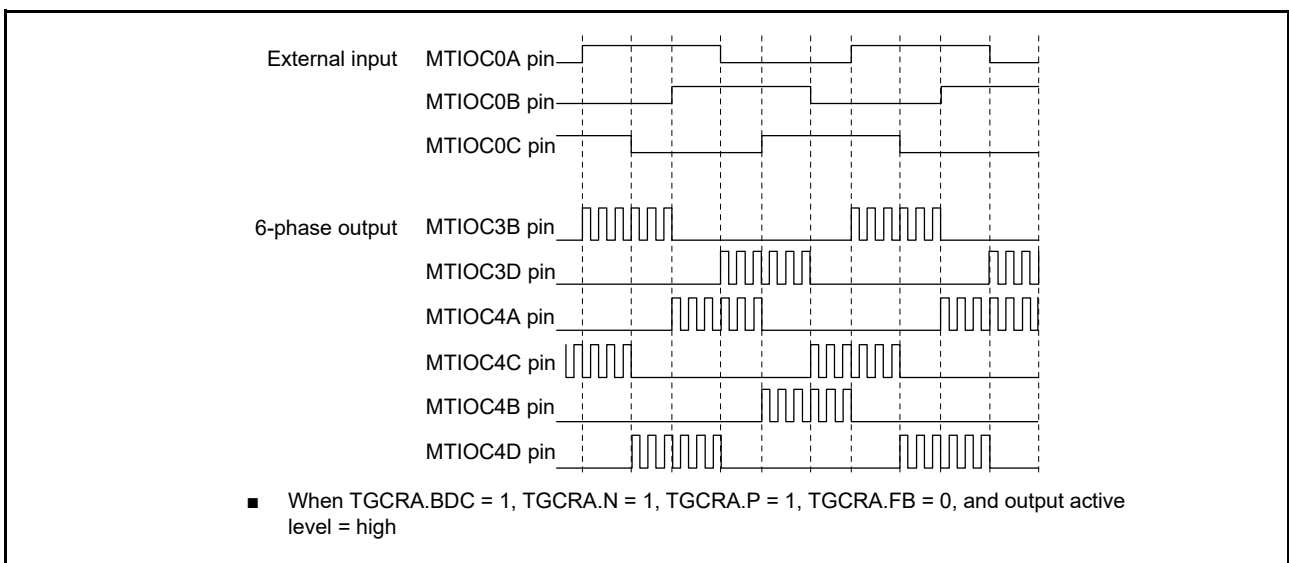 External input MTIOC0A pin
MTIOC0B pin
MTIOC0C pin
6-phase output MTIOC3B pin
MTIOC3D pin
MTIOC4A pin
MTIOC4C pin
MTIOC4B pin
MTIOC4D pin
■ When TGCRA.BDC = 1, TGCRA.N = 1, TGCRA.P = 1, TGCRA.FB = 0, and output active
level = high